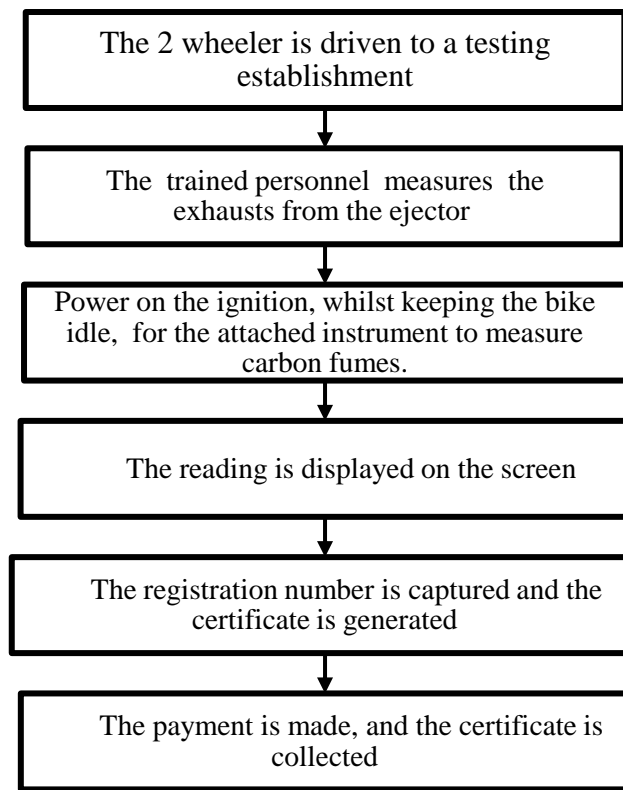 The 2 wheeler is driven to a testing
establishment
The trained personnel measures the
exhausts from the ejector
Power on the ignition, whilst keeping the bike
idle, for the attached instrument to measure
carbon fumes.
The reading is displayed on the screen
The registration number is captured and the
certificate is generated
The payment is made, and the certificate is
collected